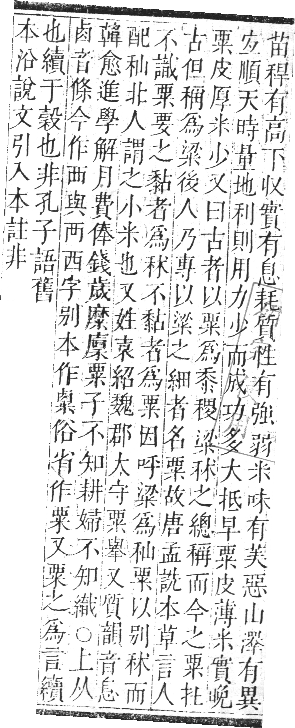 苗稈有高下収實有息耗質性有強弱米味有美惡山澤有異
冝順天時量地利則用力少而成功多大抵早粟皮薄米實晩
粟皮厚米少又曰古者以粟爲黍稷粱秫之總稱而今之粟在
古但稱爲粱後人乃專以粱之細者名粟故唐孟詵本草言人
不識粟要之黏者爲秫不黏者爲粟因呼粱爲秈粟以別秫而
配秈北人謂之小米也又姓袁紹魏郡太守粟舉又質韻音息
韓愈進學解月費俸錢歲縻廩粟子不知耕婦不知織○上从
鹵音條今作覀與襾西字別本作㮚俗省作粟又粟之爲言續
也續于穀也非孔子語舊
本沿說文引入本註非